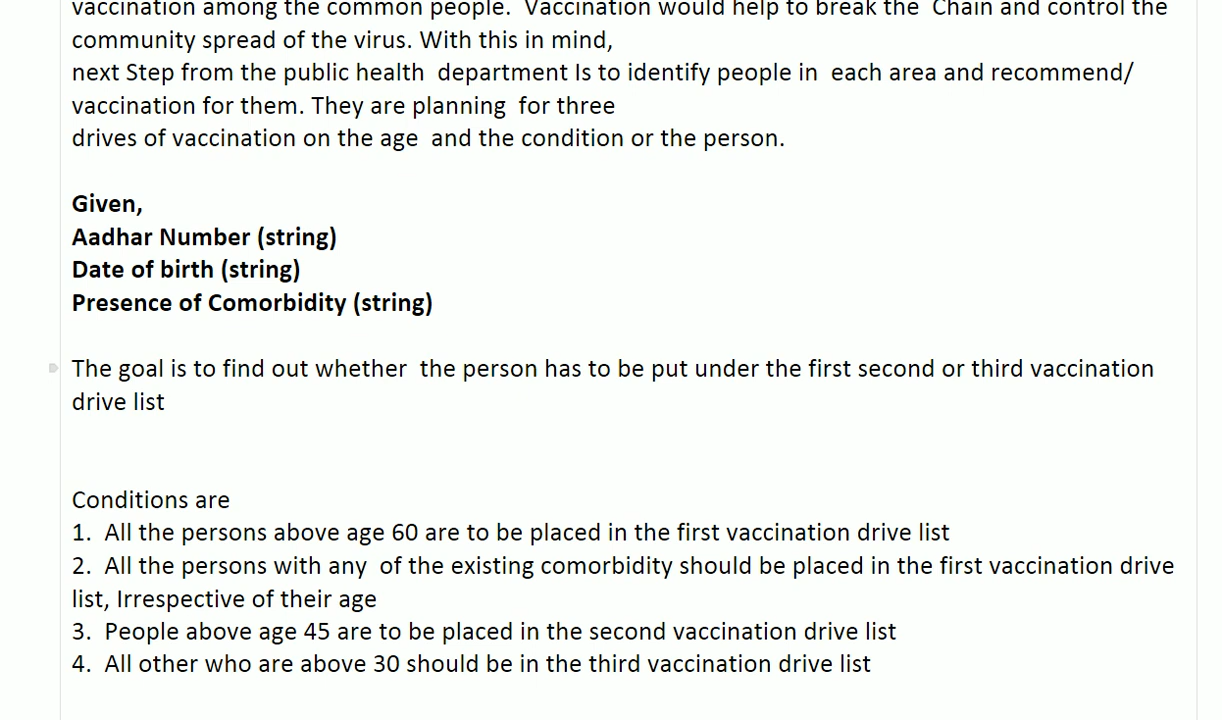 vaccination among the common people.  Vaccination would help to break the  Chain and control the
community spread of the virus. With this in mind,
next Step from the public health  department Is to identify people in  each area and recommend/
vaccination for them. They are planning  for three
drives of vaccination on the age  and the condition or the person.
Given,
Aadhar Number (string)
Date of birth (string)
Presence of Comorbidity (string)
The goal is to find out whether  the person has to be put under the first second or third vaccination
drive list
Conditions are
1.  All the persons above age 60 are to be placed in the first vaccination drive list
2.  All the persons with any  of the existing comorbidity should be placed in the first vaccination drive
list, Irrespective of their age
3.  People above age 45 are to be placed in the second vaccination drive list
4.  All other who are above 30 should be in the third vaccination drive list